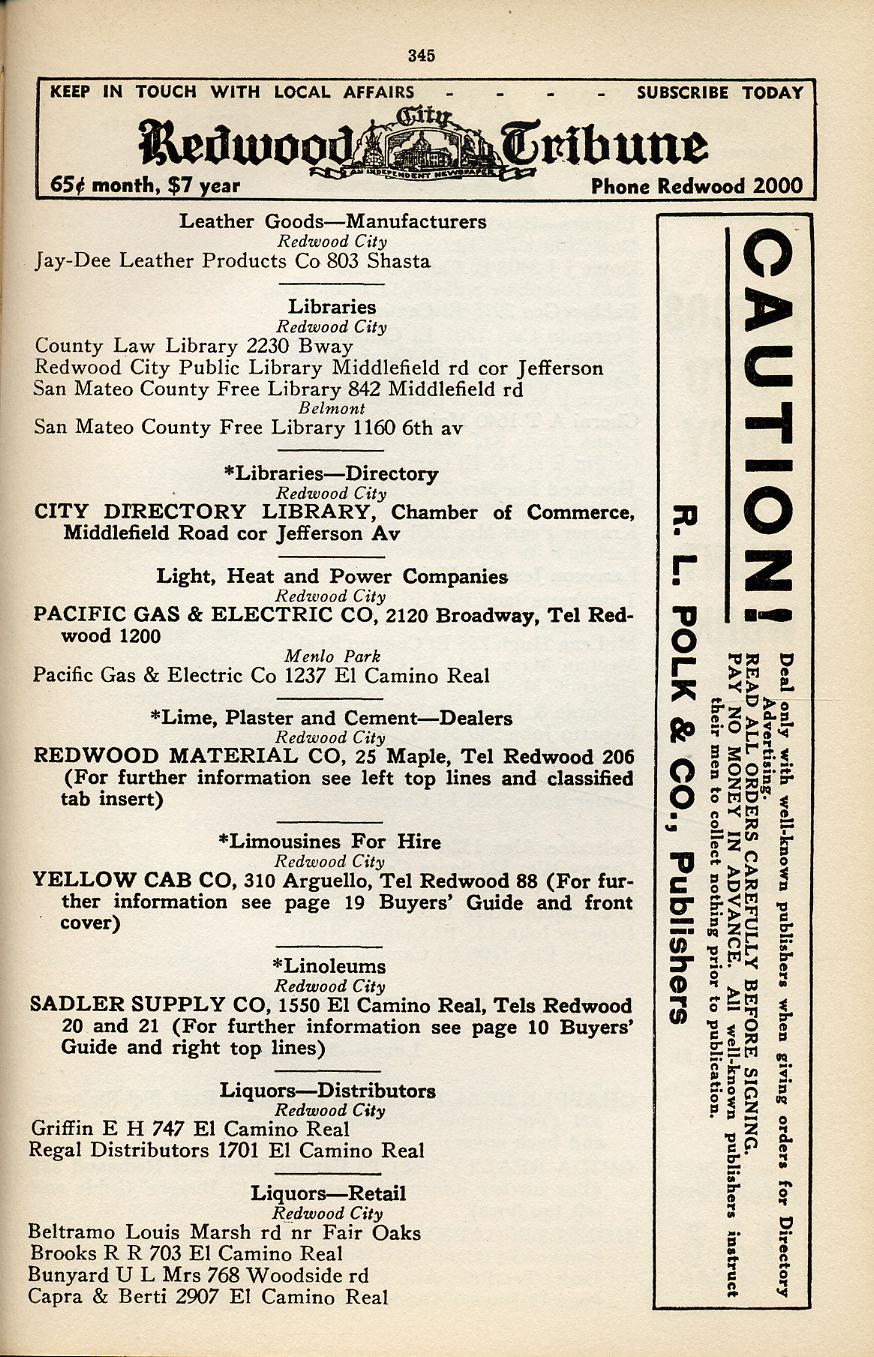 345
KEEP IN TOUCH WITH LOCAL AFFAIRS - - - - SUBSCRIBE TODAY
Redwood City Tribune
AN INDEPENDENT NEWSPAPER
65¢ month, $7 year Phone Redwood 2000
Leather Goods—Manufacturers
Redwood City
Jay-Dee Leather Products Co 803 Shasta
Libraries
Redwood City
County Law Library 2230 Bway
Redwood City Public Library Middlefield rd cor Jefferson
San Mateo County Free Library 842 Middlefield rd
Belmont
San Mateo County Free Library 1160 6th av
*Libraries—Directory
Redwood City
CITY DIRECTORY LIBRARY, Chamber of Commerce,
Middlefield Road cor Jefferson Av
Light, Heat and Power Companies
Redwood City
PACIFIC GAS & ELECTRIC CO, 2120 Broadway, Tel Red-
wood 1200
Menlo Park
Pacific Gas & Electric Co 1237 El Camino Real
*Lime, Plaster and Cement—Dealers
Redwood City
REDWOOD MATERIAL CO, 25 Maple, Tel Redwood 206
(For further information see left top lines and classified
tab insert)
*Limousines For Hire
Redwood City
YELLOW CAB CO, 310 Arguello, Tel Redwood 88 (For fur-
ther information see page 19 Buyers' Guide and front
cover)
*Linoleums
Redwood City
SADLER SUPPLY CO, 1550 El Camino Real, Tels Redwood
20 and 21 (For further information see page 10 Buyers'
Guide and right top lines)
Liquors—Distributors
Redwood City
Griffin E H 747 El Camino Real
Regal Distributors 1701 El Camino Real
Liquors—Retail
Redwood City
Beltramo Louis Marsh rd nr Fair Oaks
Brooks R R 703 El Camino Real
Bunyard U L Mrs 768 Woodside rd
Capra & Berti 2907 El Camino Real
CAUTION!
Deal only with well-known publishers when giving orders for Directory
Advertising.
READ ALL ORDERS CAREFULLY BEFORE SIGNING.
PAY NO MONEY IN ADVANCE. All well-known publishers instruct
their men to collect nothing prior to publication.
R. L. POLK & CO., Publishers